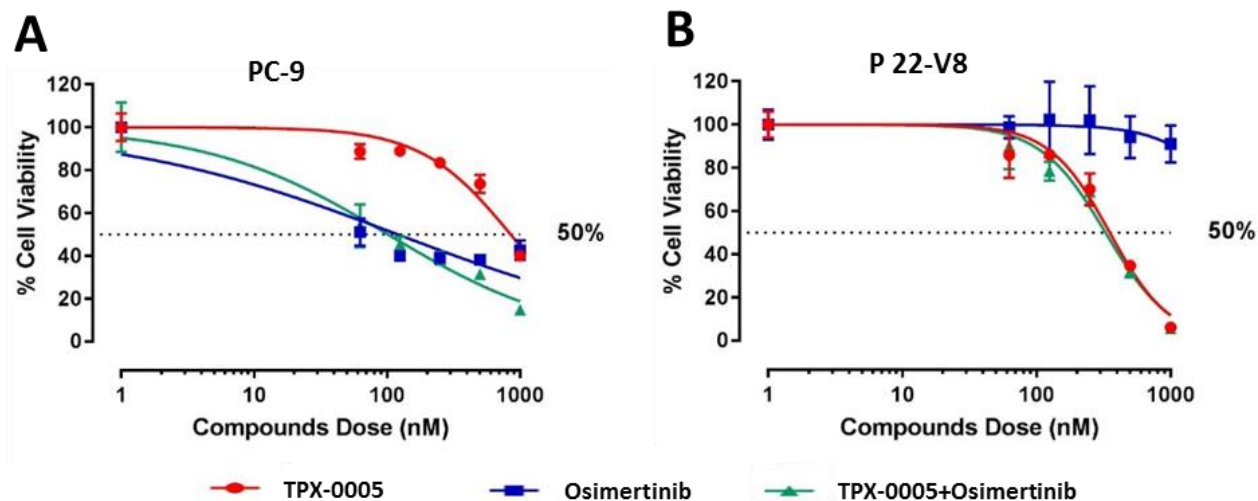 A
PC-9
120
100
80
60
40
20
0
% Cell Viability
50%
1 10 100 1000
Compounds Dose (nM)
B
P 22-V8
120
100
80
60
40
20
0
% Cell Viability
50%
1 10 100 1000
Compounds Dose (nM)
TPX-0005 Osimertinib TPX-0005+Osimertinib